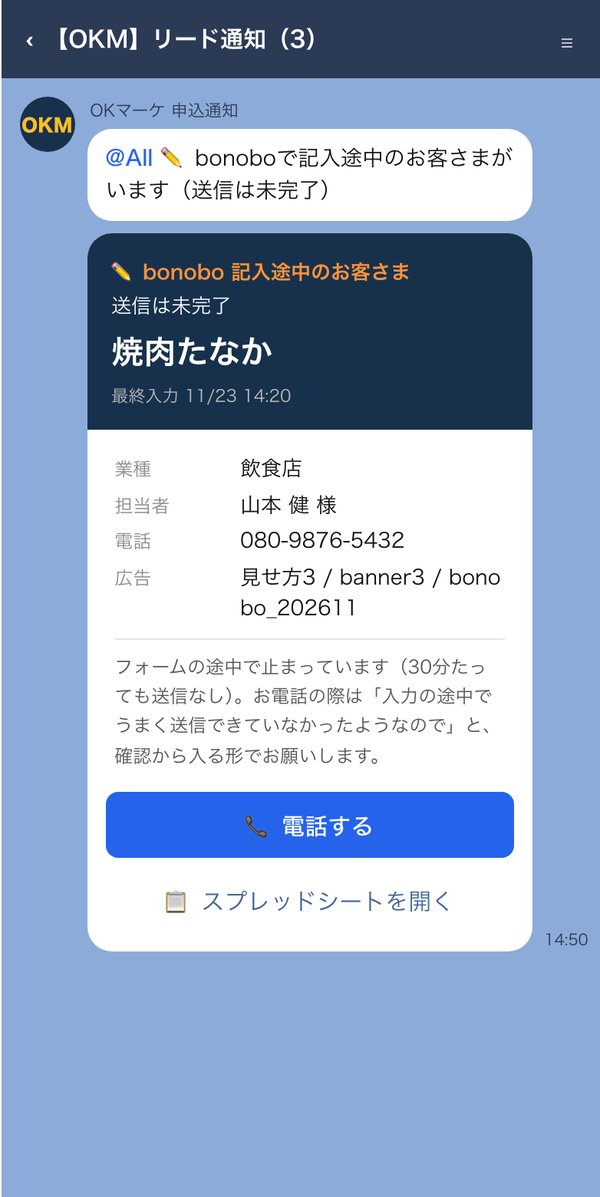 ‹ 【OKM】リード通知（3） ≡
OKM
OKマーケ 申込通知
@All ✏️ bonoboで記入途中のお客さまが
います（送信は未完了）
✏️ bonobo 記入途中のお客さま
送信は未完了
焼肉たなか
最終入力 11/23 14:20
業種 飲食店
担当者 山本 健 様
電話 080-9876-5432
広告 見せ方3 / banner3 / bono
bo_202611
フォームの途中で止まっています（30分たっ
ても送信なし）。お電話の際は「入力の途中で
うまく送信できていなかったようなので」と、
確認から入る形でお願いします。
📞 電話する
📋 スプレッドシートを開く
14:50